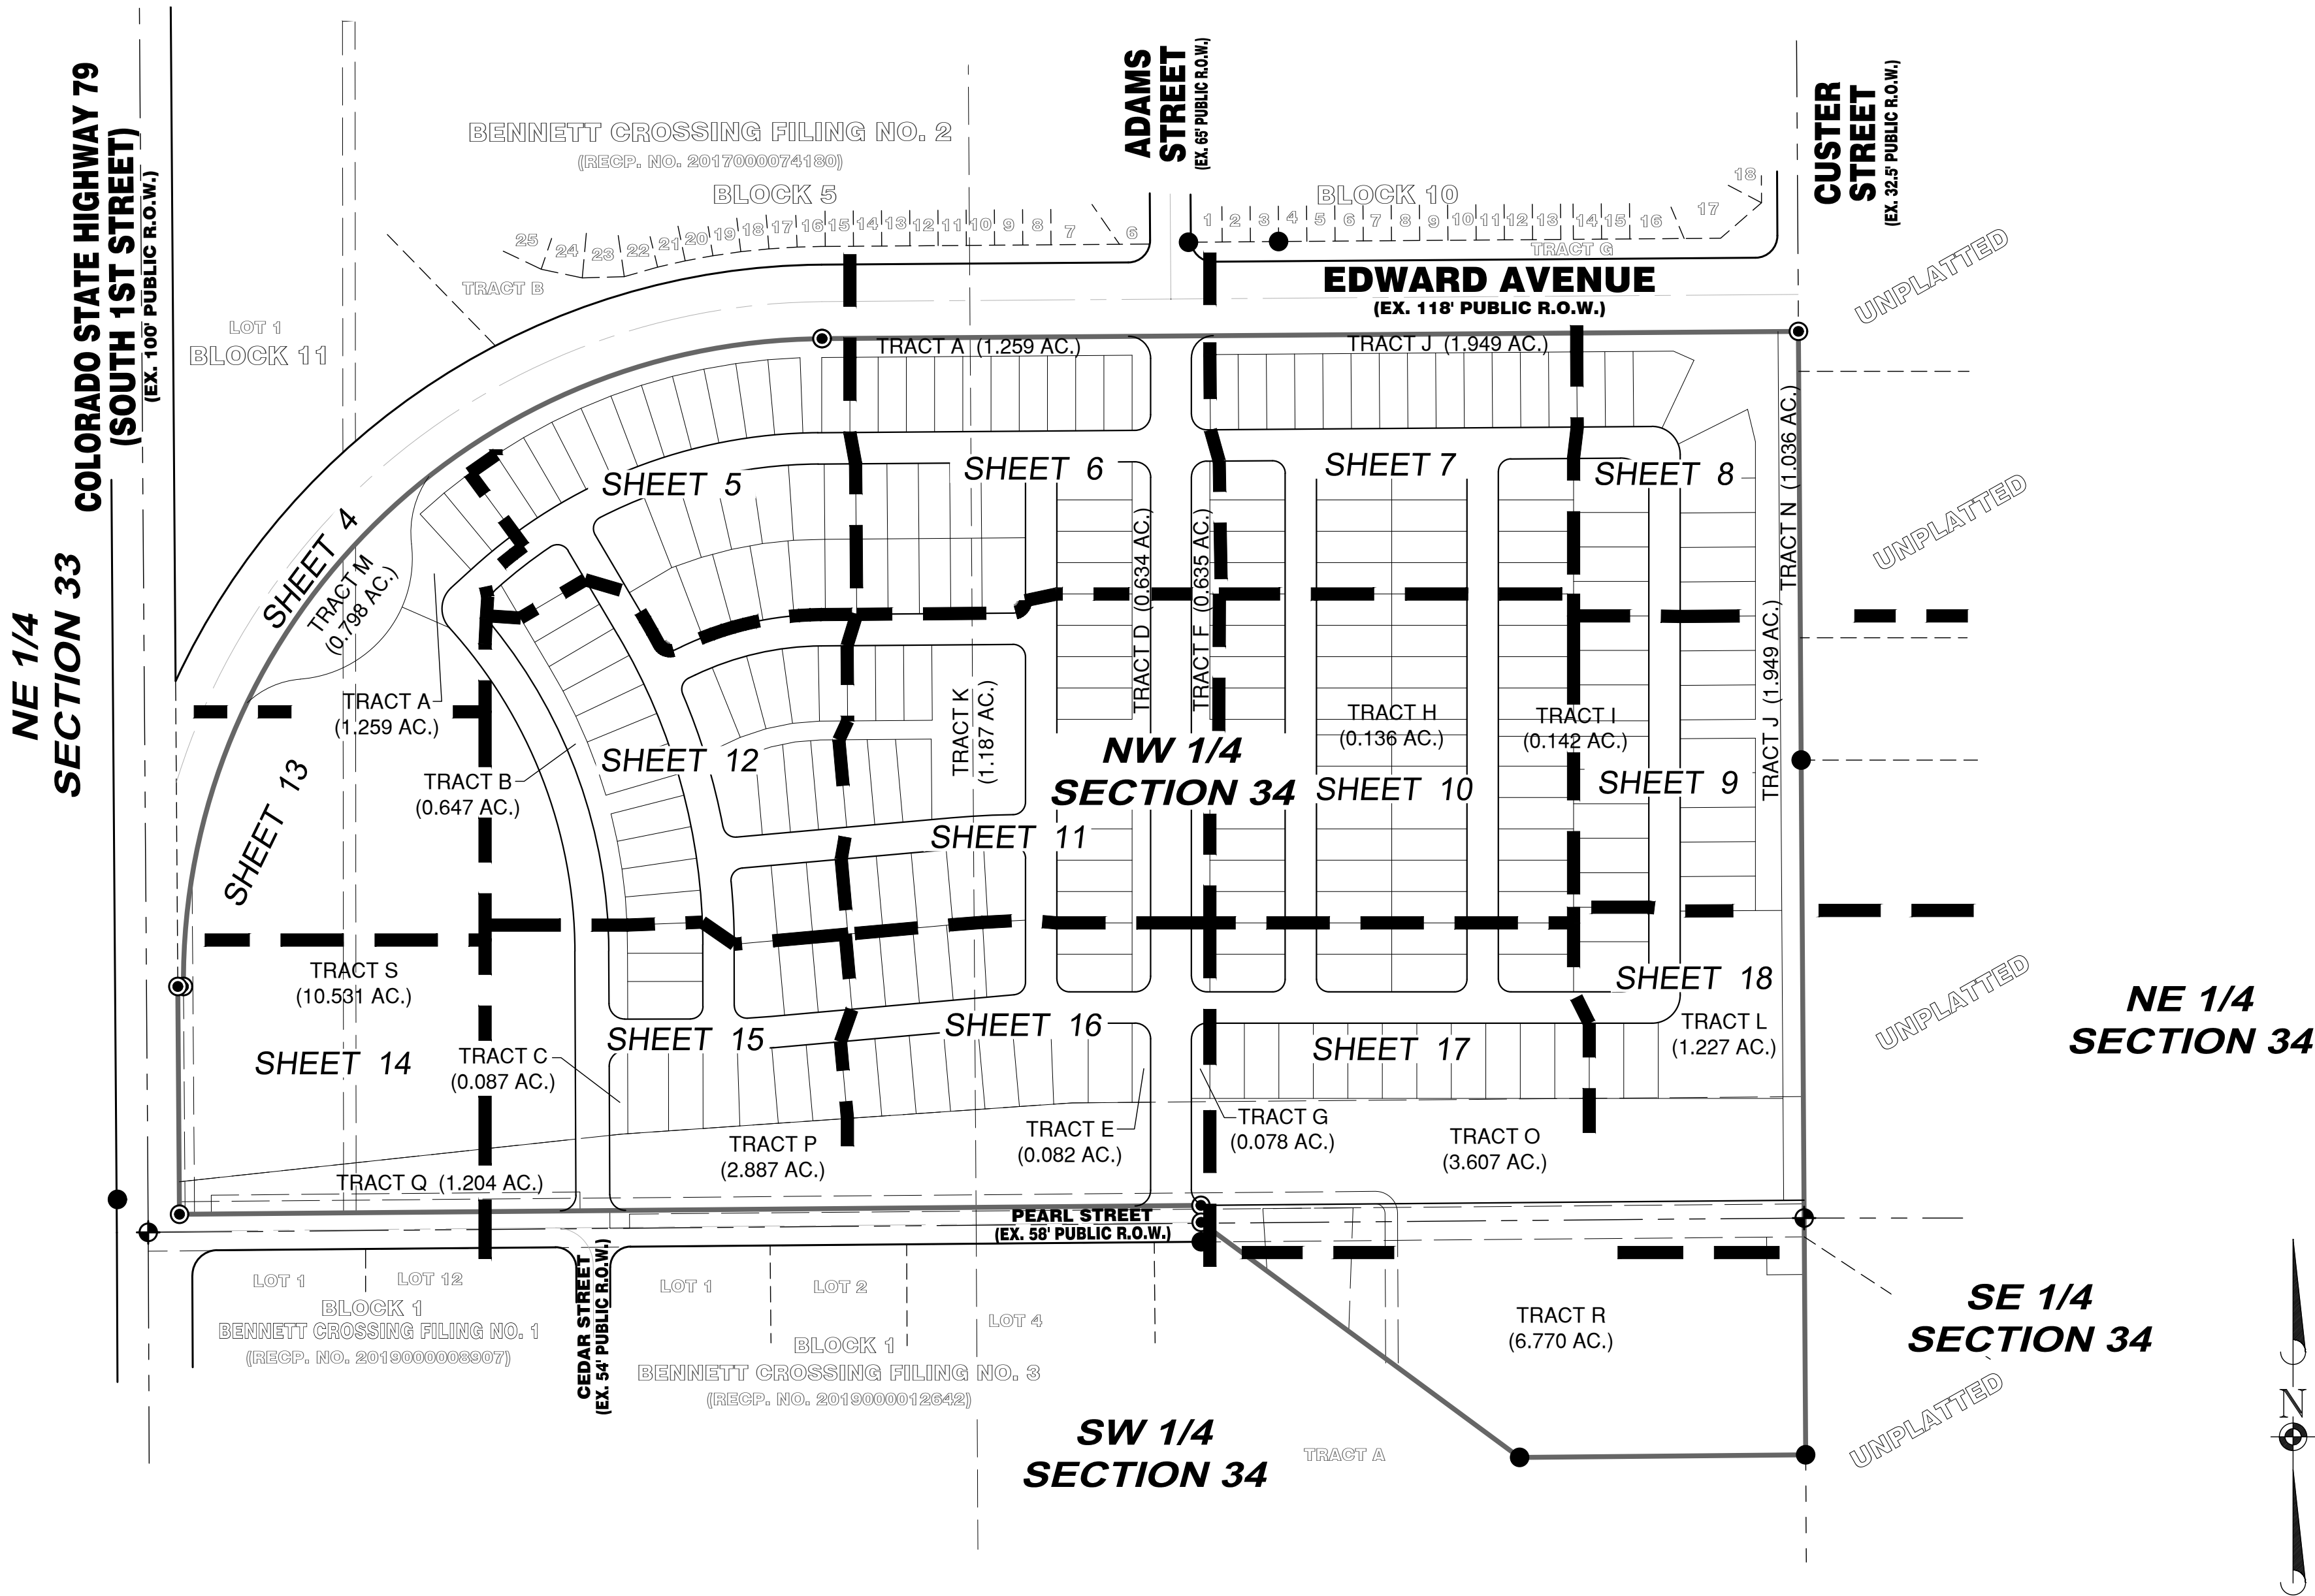 COLORADO STATE HIGHWAY 79
(SOUTH 1ST STREET)
(EX. 100' PUBLIC R.O.W.)
ADAMS
STREET
(EX. 65' PUBLIC R.O.W.)
CUSTER
STREET
(EX. 32.5' PUBLIC R.O.W.)
BENNETT CROSSING FILING NO. 2
(RECP. NO. 2017000074180)
BLOCK 5
25 24 23 22 21 20 19 18 17 16 15 14 13 12 11 10 9 8 7 6
BLOCK 10
1 2 3 4 5 6 7 8 9 10 11 12 13 14 15 16 17 18
TRACT G
TRACT B
LOT 1
BLOCK 11
EDWARD AVENUE
(EX. 118' PUBLIC R.O.W.)
UNPLATTED
TRACT A (1.259 AC.)
TRACT J (1.949 AC.)
TRACT N (1.036 AC.)
SHEET 5
SHEET 6
SHEET 7
SHEET 8
SHEET 4
TRACT M
(0.798 AC.)
TRACT D (0.634 AC.)
TRACT F (0.635 AC.)
UNPLATTED
NE 1/4
SECTION 33
TRACT A
(1.259 AC.)
TRACT B
(0.647 AC.)
SHEET 12
TRACT K
(1.187 AC.)
NW 1/4
SECTION 34
TRACT H
(0.136 AC.)
TRACT I
(0.142 AC.)
TRACT J (1.949 AC.)
SHEET 13
SHEET 11
SHEET 10
SHEET 9
TRACT S
(10.531 AC.)
SHEET 14
TRACT C
(0.087 AC.)
SHEET 15
SHEET 16
SHEET 17
SHEET 18
TRACT L
(1.227 AC.)
UNPLATTED
NE 1/4
SECTION 34
TRACT P
(2.887 AC.)
TRACT E
(0.082 AC.)
TRACT G
(0.078 AC.)
TRACT O
(3.607 AC.)
TRACT Q (1.204 AC.)
PEARL STREET
(EX. 58' PUBLIC R.O.W.)
CEDAR STREET
(EX. 54' PUBLIC R.O.W.)
LOT 1
LOT 12
BLOCK 1
BENNETT CROSSING FILING NO. 1
(RECP. NO. 2019000008907)
LOT 1
LOT 2
LOT 4
BLOCK 1
BENNETT CROSSING FILING NO. 3
(RECP. NO. 2019000012642)
TRACT R
(6.770 AC.)
SE 1/4
SECTION 34
UNPLATTED
SW 1/4
SECTION 34
TRACT A
N